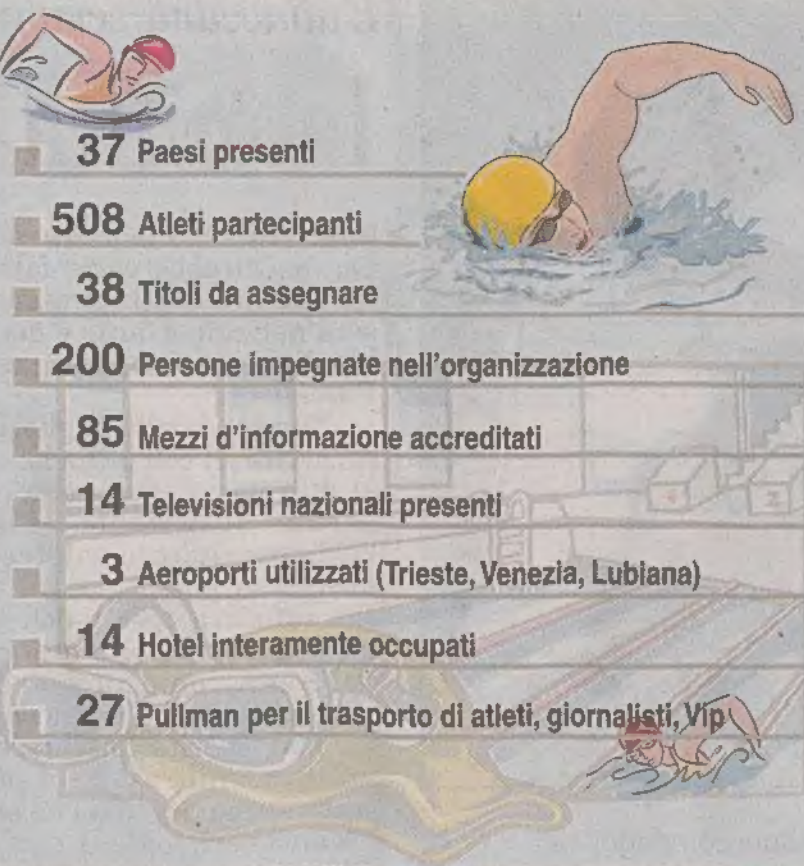 37 Paesi presenti
508 Atleti partecipanti
38 Titoli da assegnare
200 Persone impegnate nell'organizzazione
85 Mezzi d'informazione accreditati
14 Televisioni nazionali presenti
3 Aeroporti utilizzati (Trieste, Venezia, Lubiana)
14 Hotel interamente occupati
27 Pullman per il trasporto di atleti, giornalisti, Vip